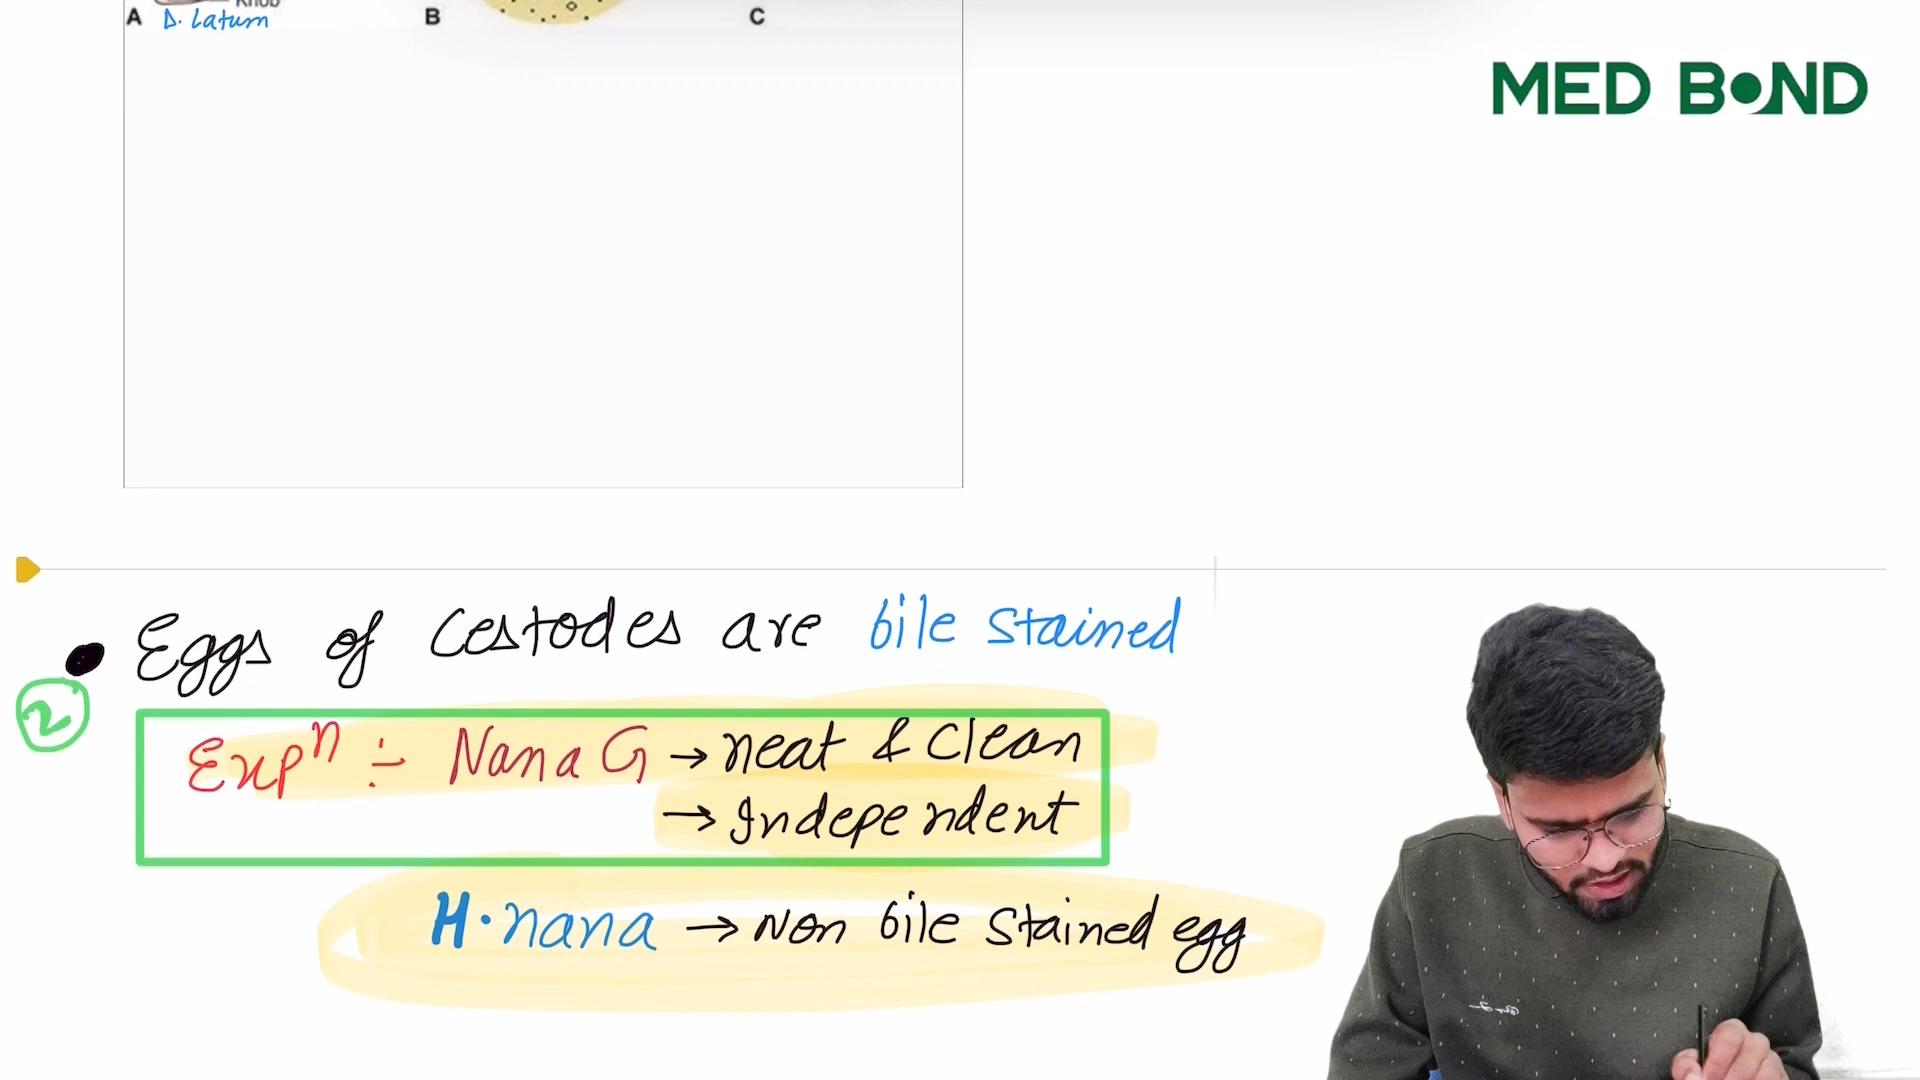 Knob
A D. Latum B C
MED BOND
Eggs of Cestodes are bile stained
2
Expⁿ ÷ Nana G → neat & clean
→ Independent
H. nana → Non bile stained egg